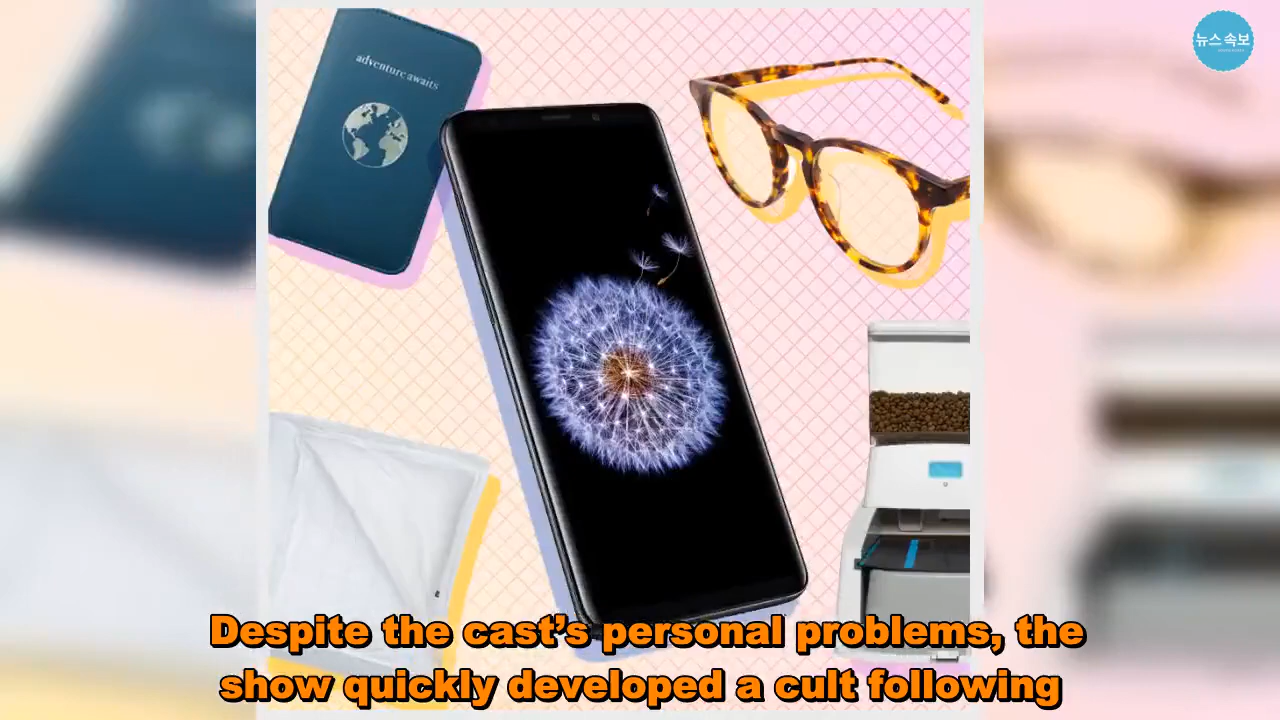 뉴스 속보
adventure awaits
Despite the cast’s personal problems, the
show quickly developed a cult following